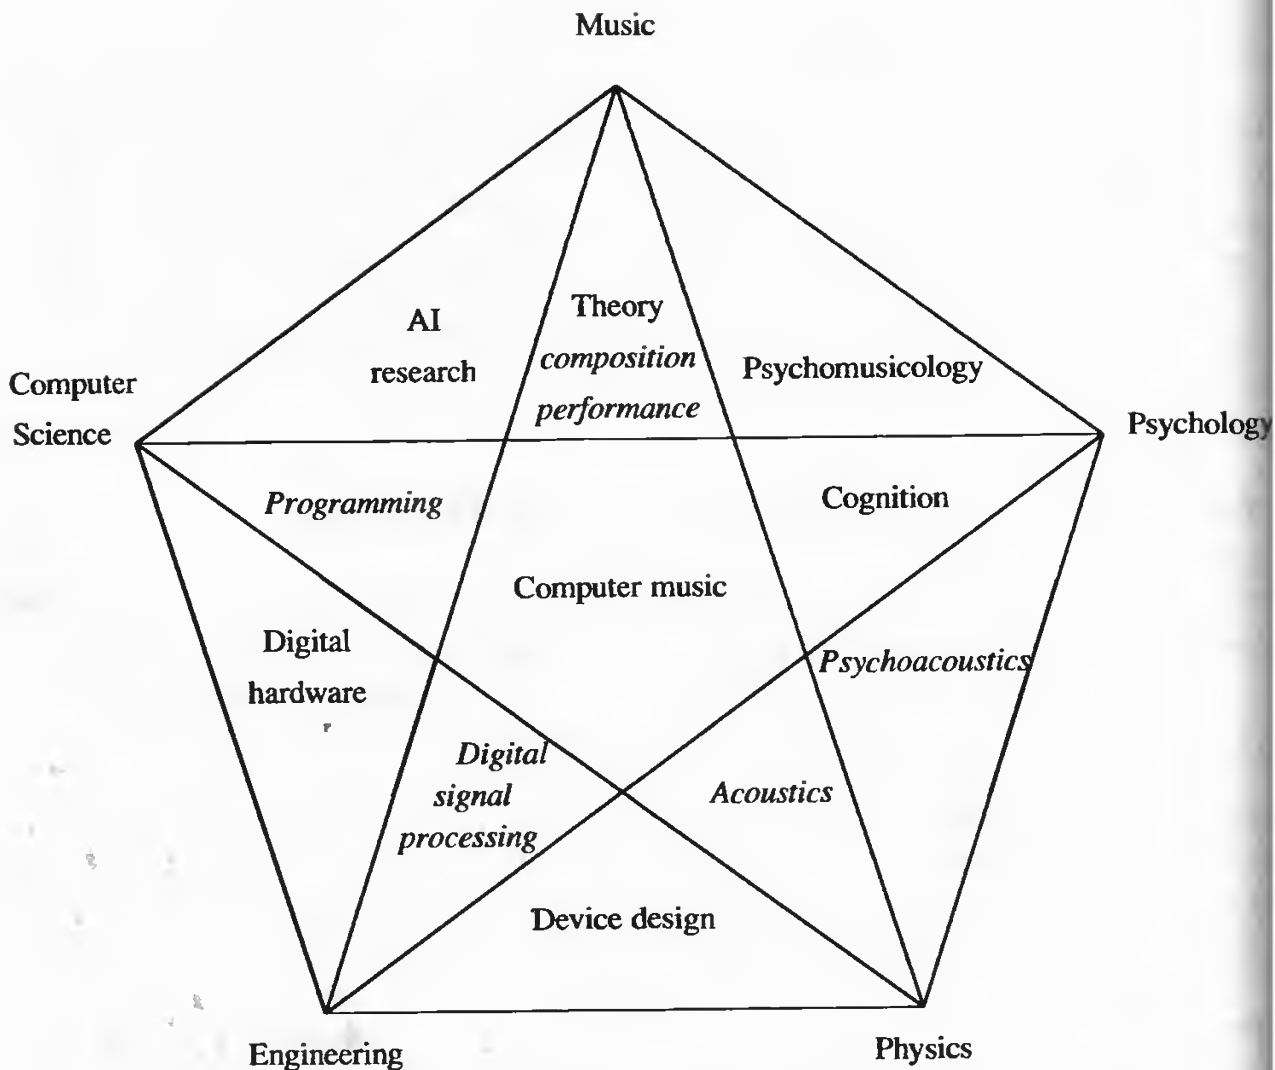 Music
AI
research
Theory
composition
performance
Psychomusicology
Computer
Science
Psychology
Programming
Cognition
Computer music
Digital
hardware
Psychoacoustics
Digital
signal
processing
Acoustics
Device design
Engineering
Physics